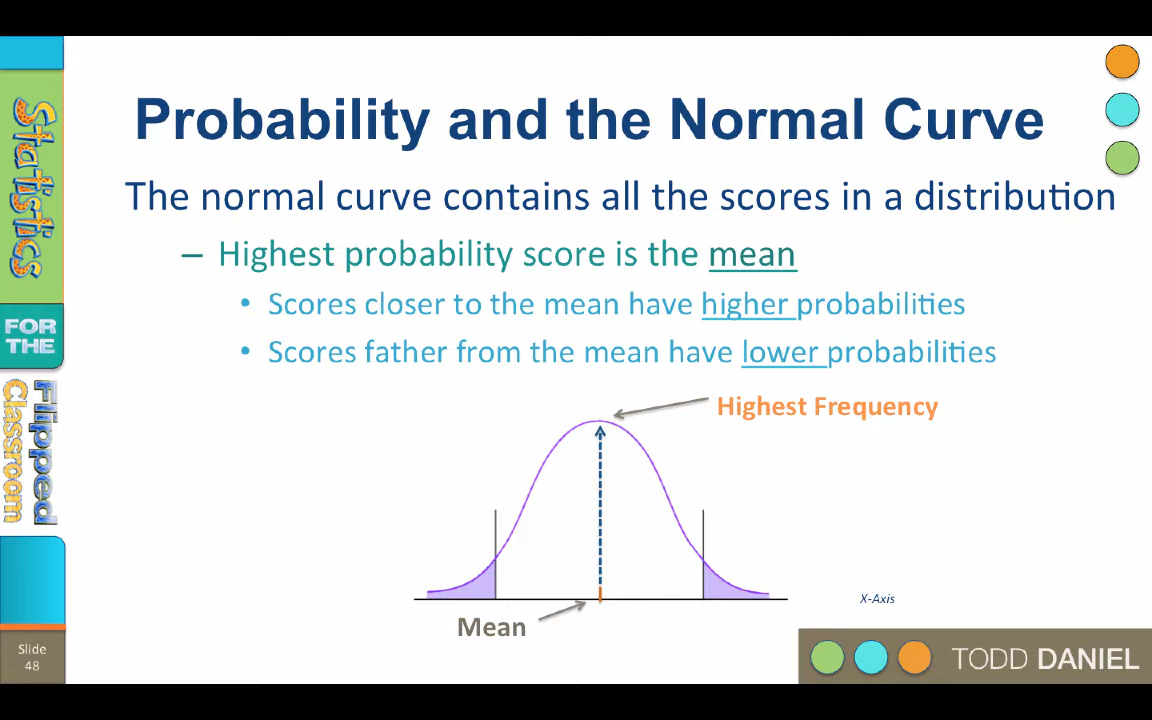 Probability and the Normal Curve
The normal curve contains all the scores in a distribution
– Highest probability score is the mean
• Scores closer to the mean have higher probabilities
• Scores father from the mean have lower probabilities
Highest Frequency
X-Axis
Mean
Statistics
FOR THE
Flipped
Classroom
Slide
48
TODD DANIEL